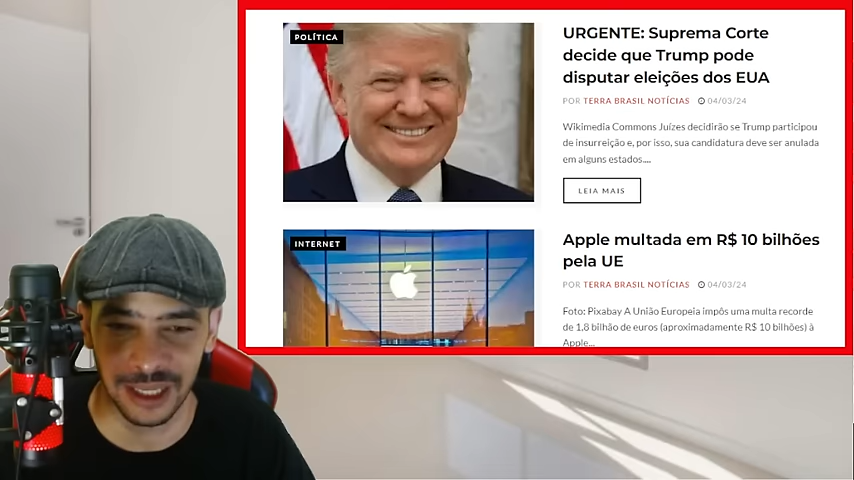 POLÍTICA
URGENTE: Suprema Corte
decide que Trump pode
disputar eleições dos EUA
POR TERRA BRASIL NOTÍCIAS 04/03/24
Wikimedia Commons Juízes decidirão se Trump participou
de insurreição e, por isso, sua candidatura deve ser anulada
em alguns estados....
LEIA MAIS
INTERNET
Apple multada em R$ 10 bilhões
pela UE
POR TERRA BRASIL NOTÍCIAS 04/03/24
Foto: Pixabay A União Europeia impôs uma multa recorde
de 1,8 bilhão de euros (aproximadamente R$ 10 bilhões) à
Apple...